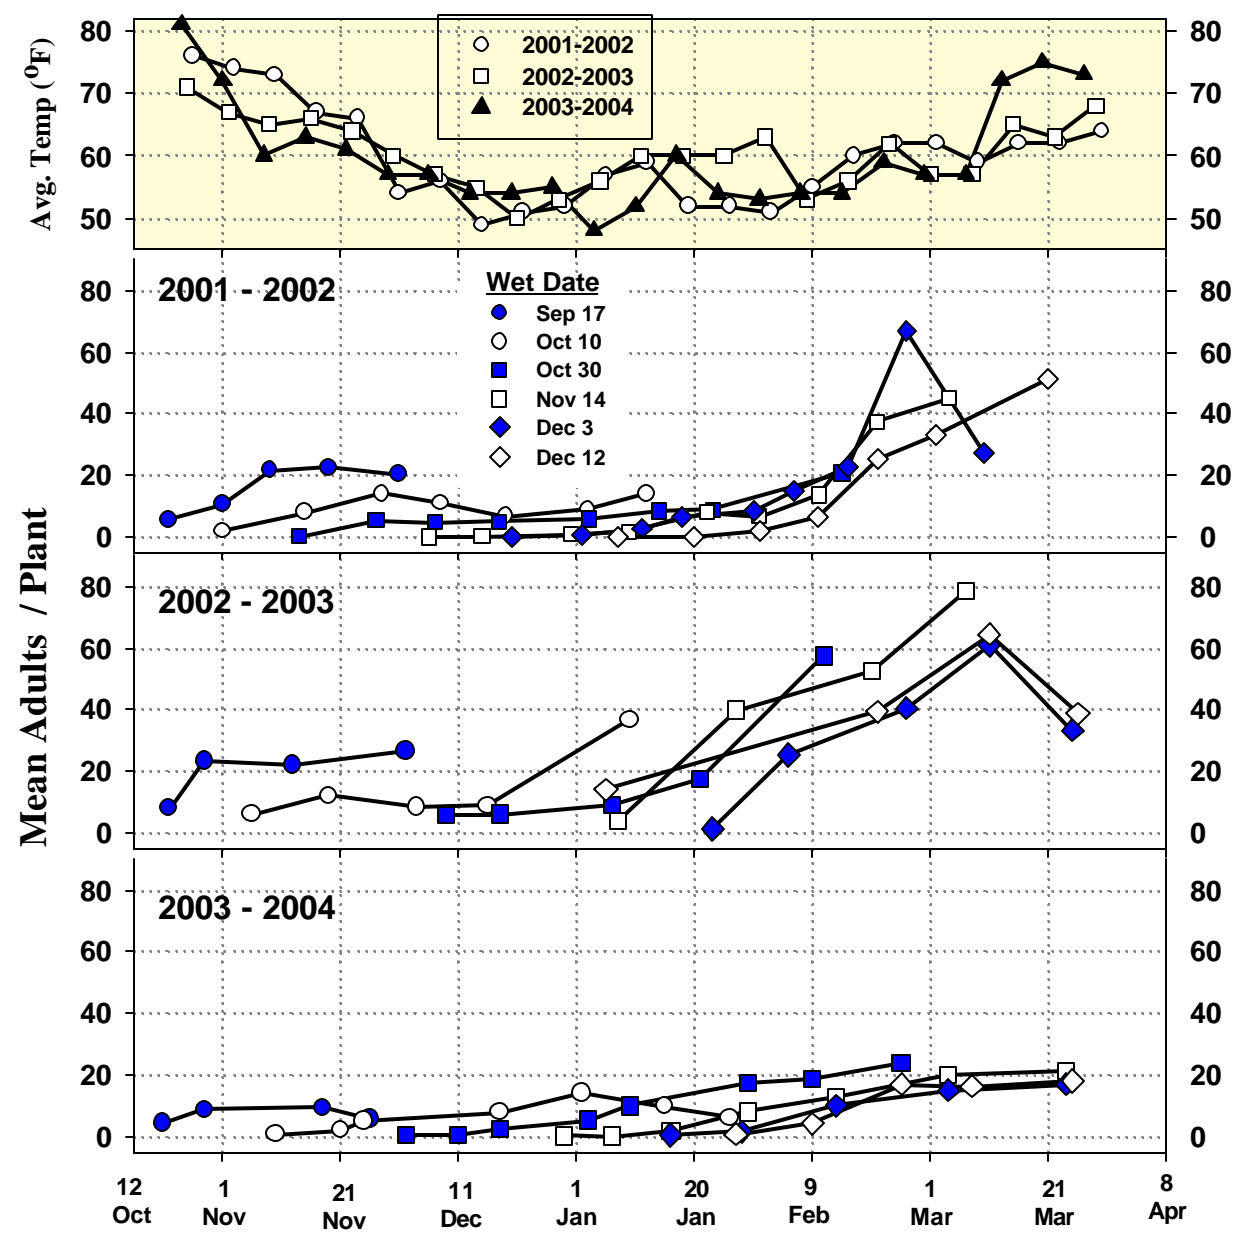 80 80
2001-2002
70 2002-2003 70
2003-2004
60 60
50 50
Avg. Temp (°F)
2001 - 2002
Wet Date
80 80
Sep 17
Oct 10
60 60
Oct 30
Nov 14
40 40
Dec 3
Dec 12
20 20
0 0
Mean Adults / Plant
80 80
2002 - 2003
60 60
40 40
20 20
0 0
80 80
2003 - 2004
60 60
40 40
20 20
0 0
12 1 21 11 1 20 9 1 21 8
Oct Nov Nov Dec Jan Jan Feb Mar Mar Apr